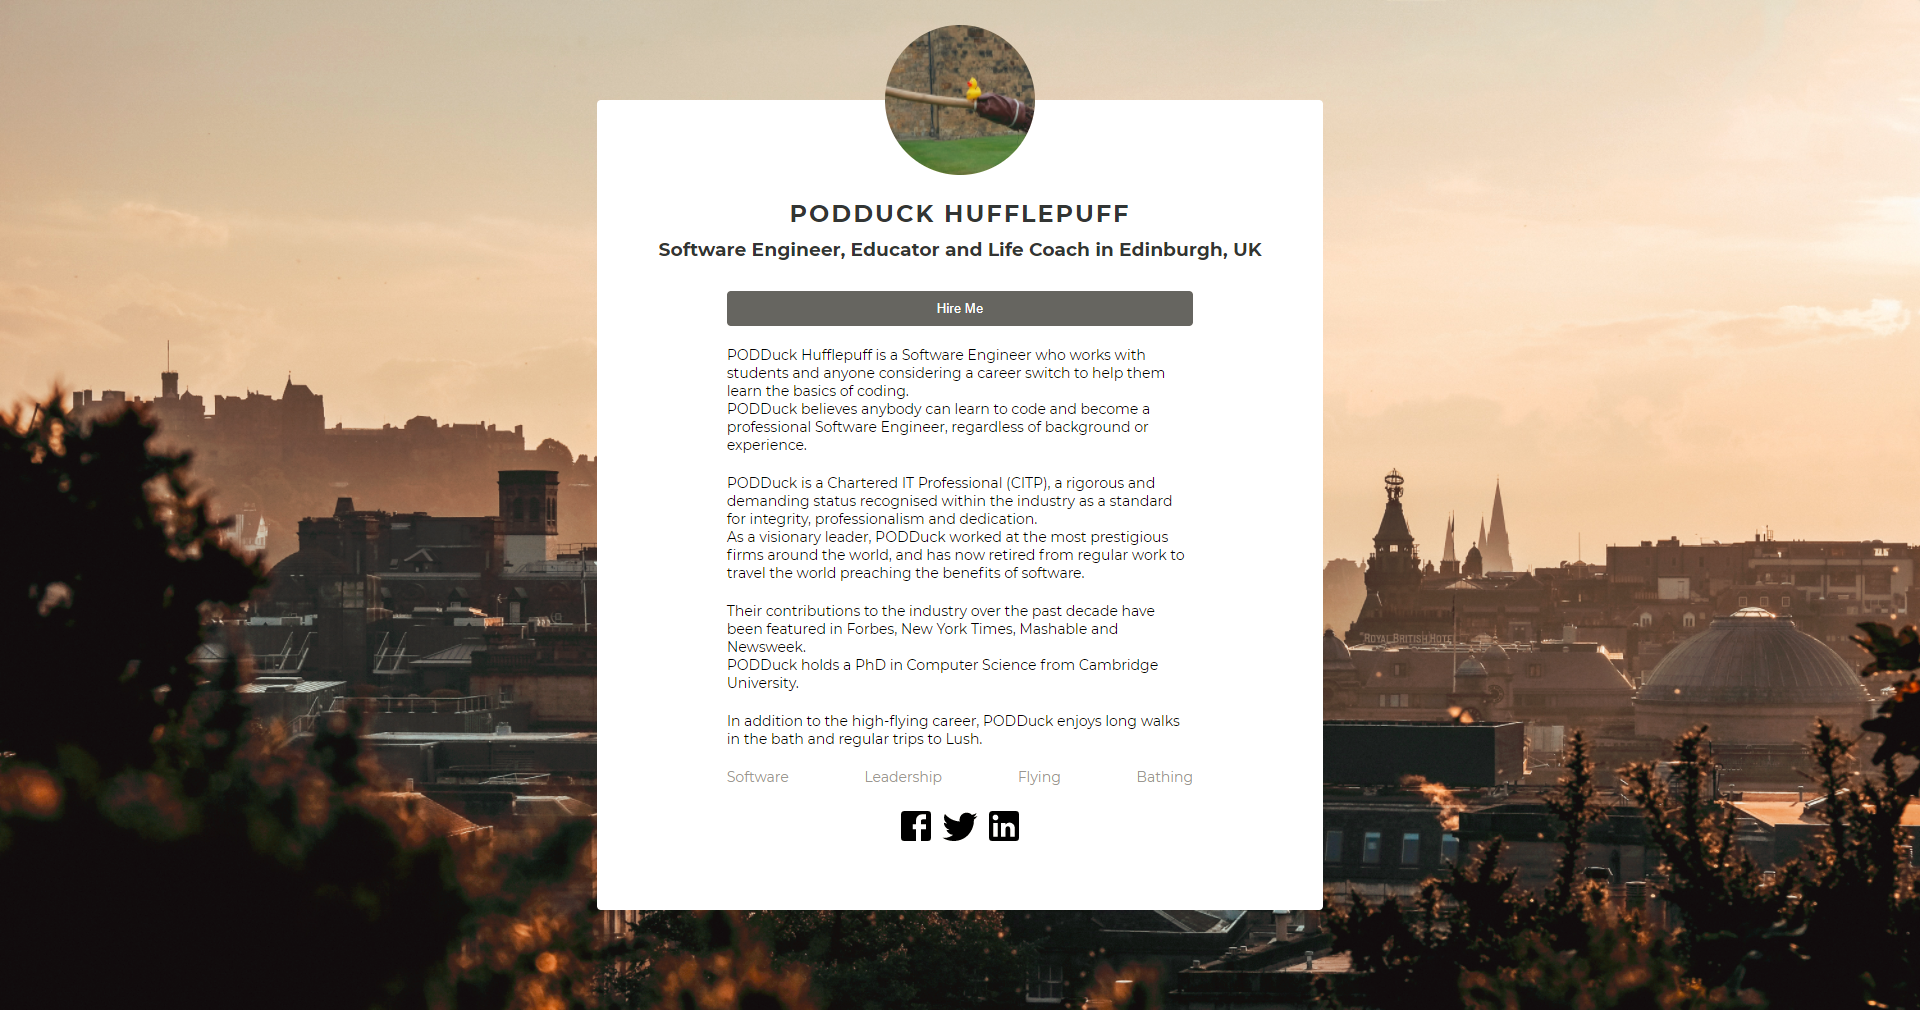 PODDUCK HUFFLEPUFF
Software Engineer, Educator and Life Coach in Edinburgh, UK
Hire Me
PODDuck Hufflepuff is a Software Engineer who works with
students and anyone considering a career switch to help them
learn the basics of coding.
PODDuck believes anybody can learn to code and become a
professional Software Engineer, regardless of background or
experience.
PODDuck is a Chartered IT Professional (CITP), a rigorous and
demanding status recognised within the industry as a standard
for integrity, professionalism and dedication.
As a visionary leader, PODDuck worked at the most prestigious
firms around the world, and has now retired from regular work to
travel the world preaching the benefits of software.
Their contributions to the industry over the past decade have
been featured in Forbes, New York Times, Mashable and
Newsweek.
PODDuck holds a PhD in Computer Science from Cambridge
University.
In addition to the high-flying career, PODDuck enjoys long walks
in the bath and regular trips to Lush.
Software Leadership Flying Bathing
ROYAL BRITISH HOTEL